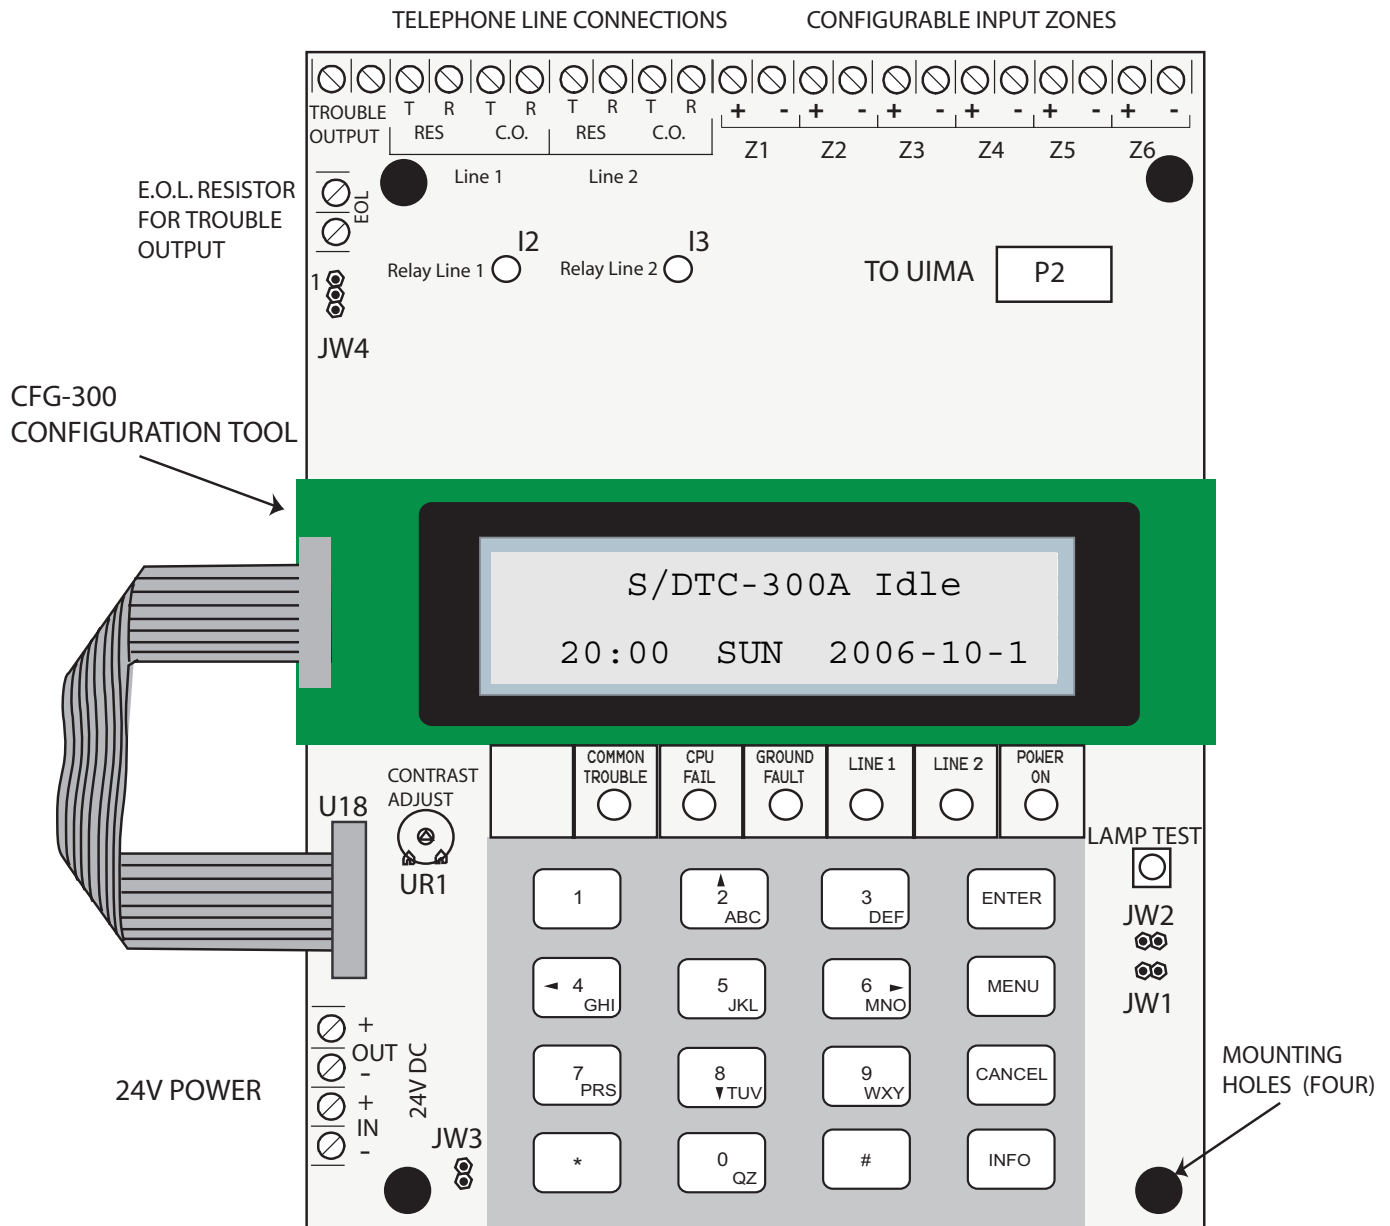 TELEPHONE LINE CONNECTIONS
CONFIGURABLE INPUT ZONES
TROUBLE OUTPUT
T R T R T R T R
+ - + - + - + - + - + -
RES C.O. RES C.O.
Z1 Z2 Z3 Z4 Z5 Z6
Line 1
Line 2
E.O.L. RESISTOR
FOR TROUBLE
OUTPUT
EOL
I2
I3
Relay Line 1
Relay Line 2
TO UIMA
P2
1
JW4
CFG-300
CONFIGURATION TOOL
S/DTC-300A Idle
20:00 SUN 2006-10-1
COMMON
TROUBLE
CPU
FAIL
GROUND
FAULT
LINE 1
LINE 2
POWER
ON
CONTRAST
ADJUST
U18
UR1
LAMP TEST
JW2
JW1
1
2 ABC
3 DEF
ENTER
4 GHI
5 JKL
6 MNO
MENU
7 PRS
8 TUV
9 WXY
CANCEL
*
0 QZ
#
INFO
24V POWER
+
OUT
-
+
IN
-
24V DC
JW3
MOUNTING
HOLES (FOUR)